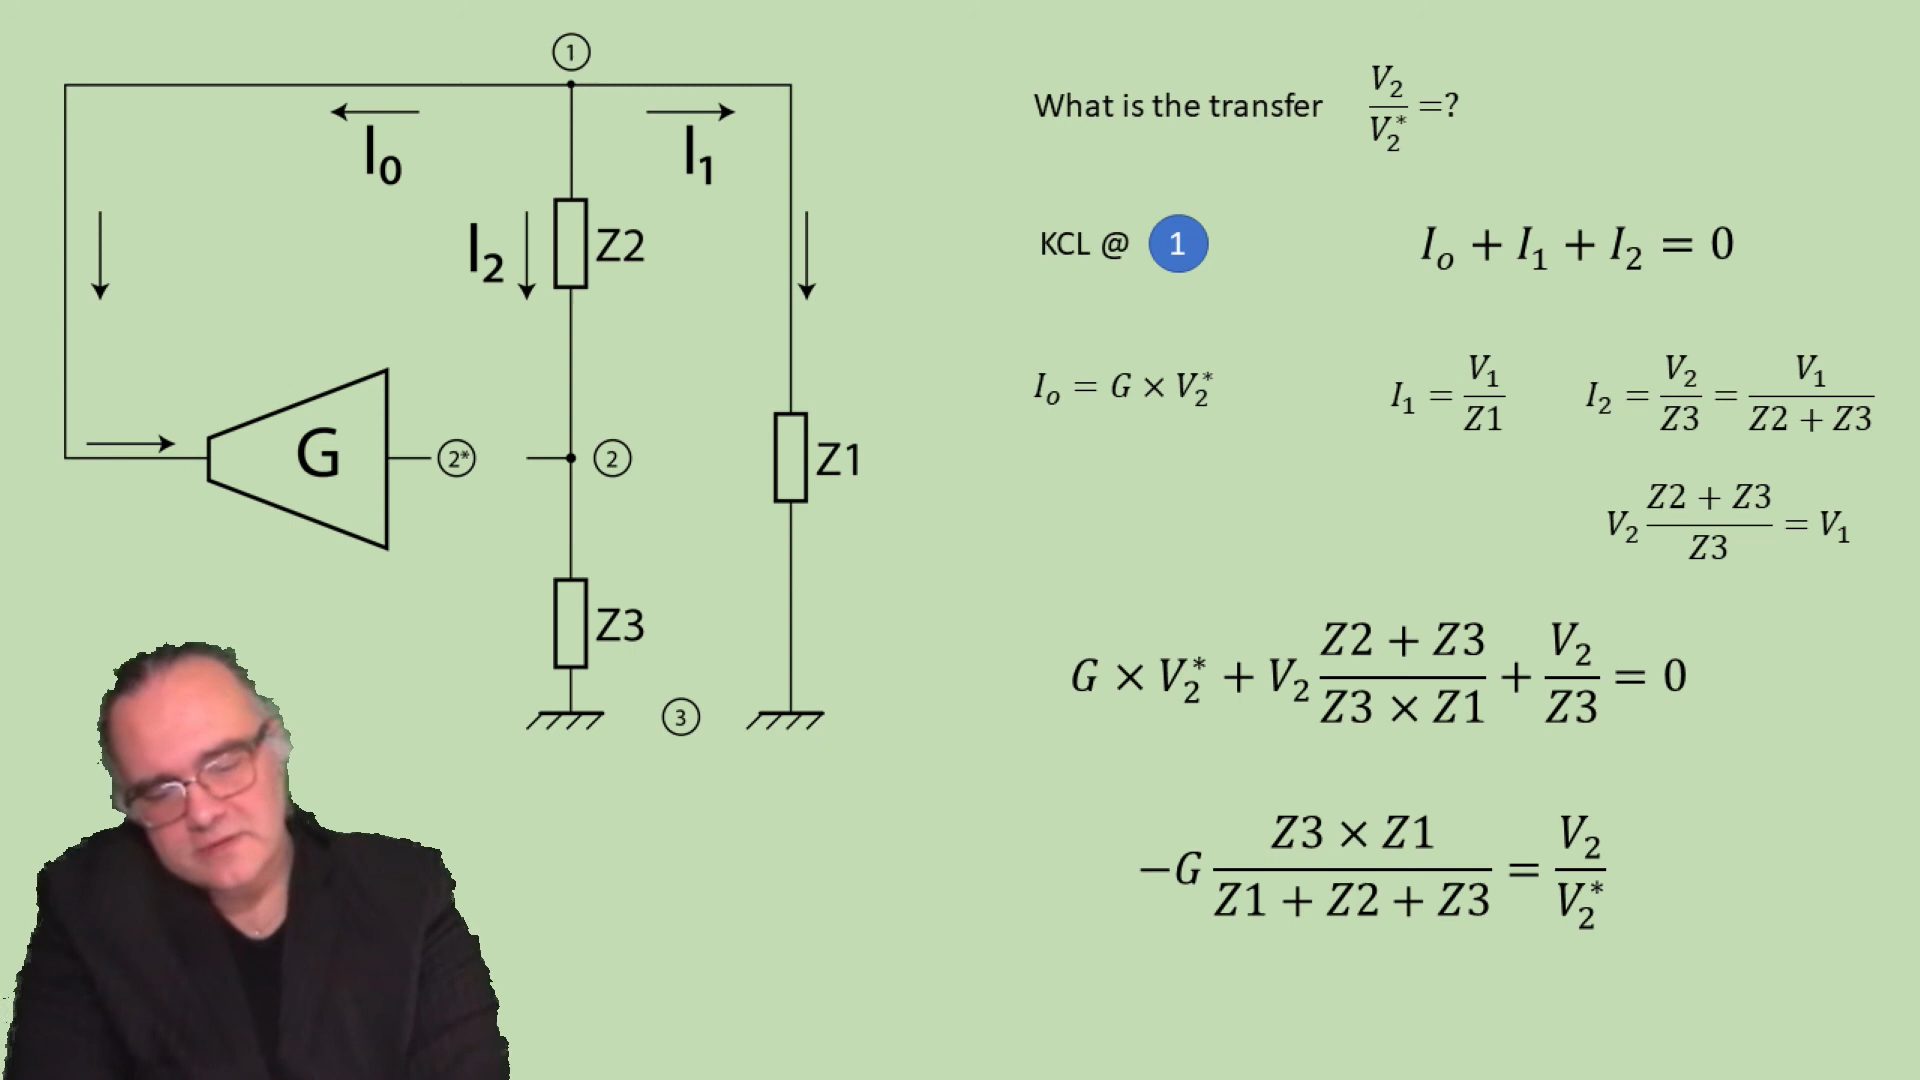 1
I₀
I₁
I₂
Z2
G
2*
2
Z1
Z3
3
What is the transfer V₂/V₂* =?
KCL @ 1 Iₒ + I₁ + I₂ = 0
Iₒ = G × V₂* I₁ = V₁/Z1 I₂ = V₂/Z3 = V₁/(Z2 + Z3)
V₂ (Z2 + Z3)/Z3 = V₁
G × V₂* + V₂ (Z2 + Z3)/(Z3 × Z1) + V₂/Z3 = 0
−G (Z3 × Z1)/(Z1 + Z2 + Z3) = V₂/V₂*